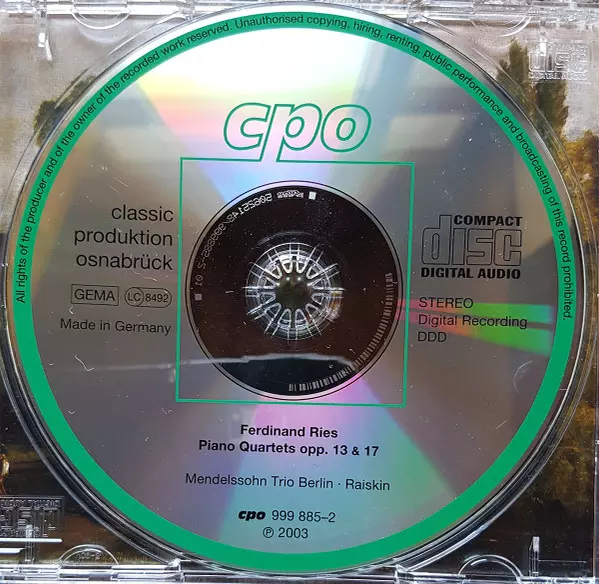 All rights of the producer and of the owner of the recorded work reserved. Unauthorised copying, hiring, renting, public performance and broadcasting of this record prohibited.
cpo
classic
produktion
osnabrück
GEMA LC 8492
Made in Germany
COMPACT
disc
DIGITAL AUDIO
STEREO
Digital Recording
DDD
Ferdinand Ries
Piano Quartets opp. 13 & 17
Mendelssohn Trio Berlin · Raiskin
cpo 999 885–2
℗ 2003